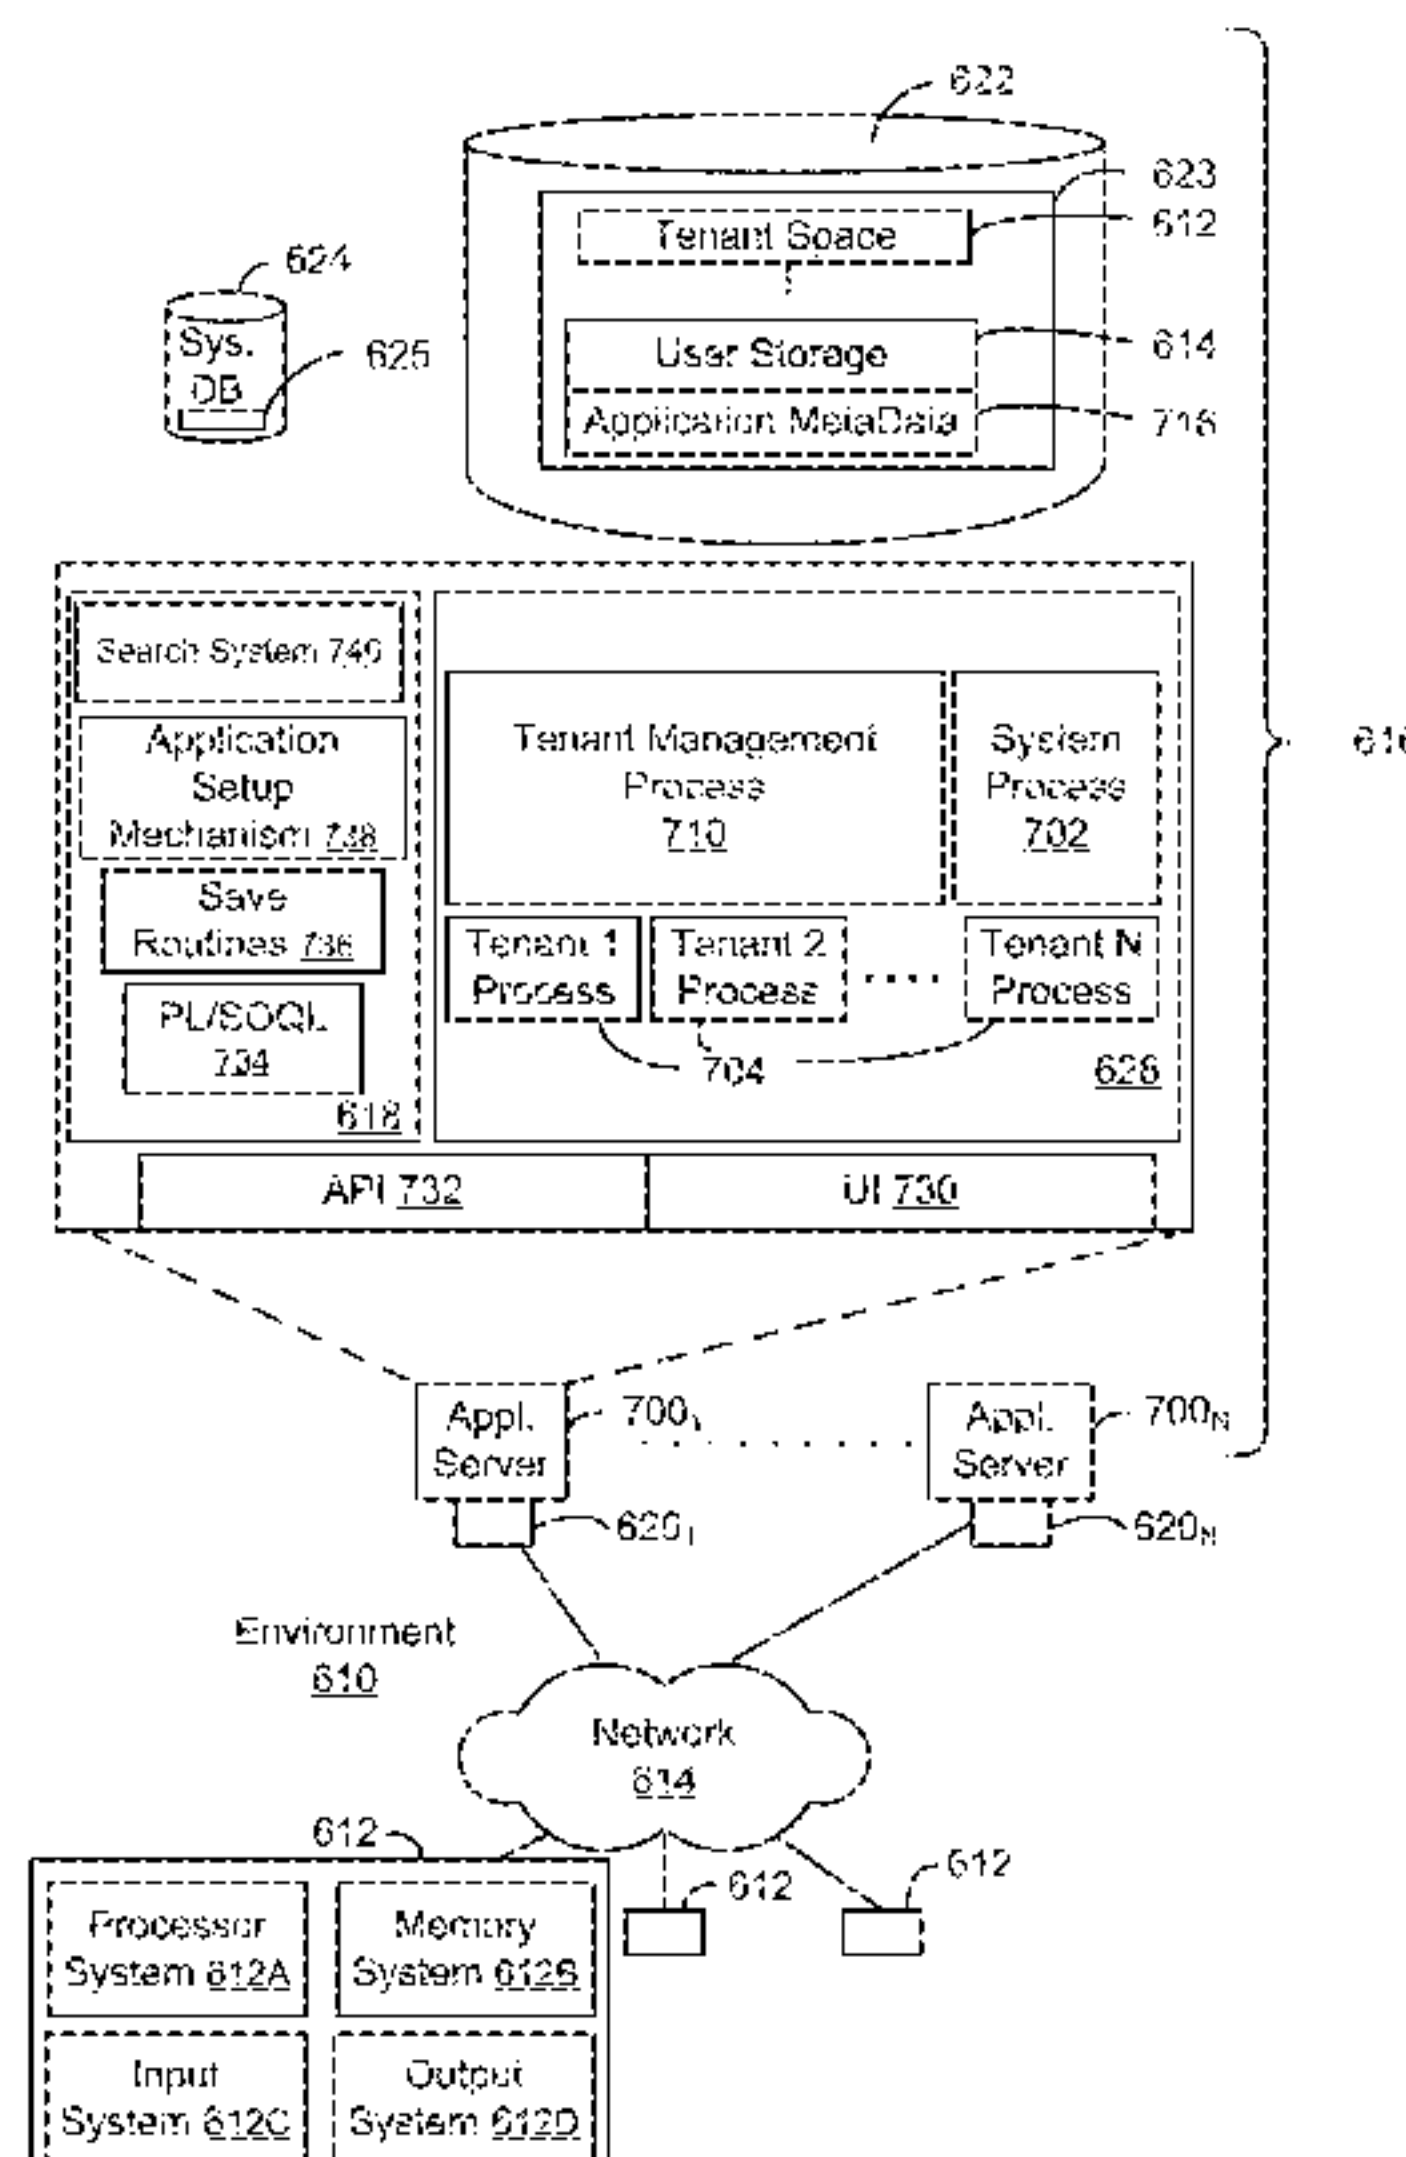 622
623
Tenant Space
612
624
Sys.
DB
625
User Storage
614
Application MetaData
716
Search System 740
Application
Setup
Mechanism 738
Save
Routines 736
PL/SOQL
734
618
Tenant Management
Process
710
System
Process
702
616
Tenant 1
Process
Tenant 2
Process
....
Tenant N
Process
704
628
API 732
UI 730
Appl.
Server
700₁
Appl.
Server
700N
620₁
620N
Environment
610
Network
614
612
612
612
Processor
System 612A
Memory
System 612B
Input
System 612C
Output
System 612D